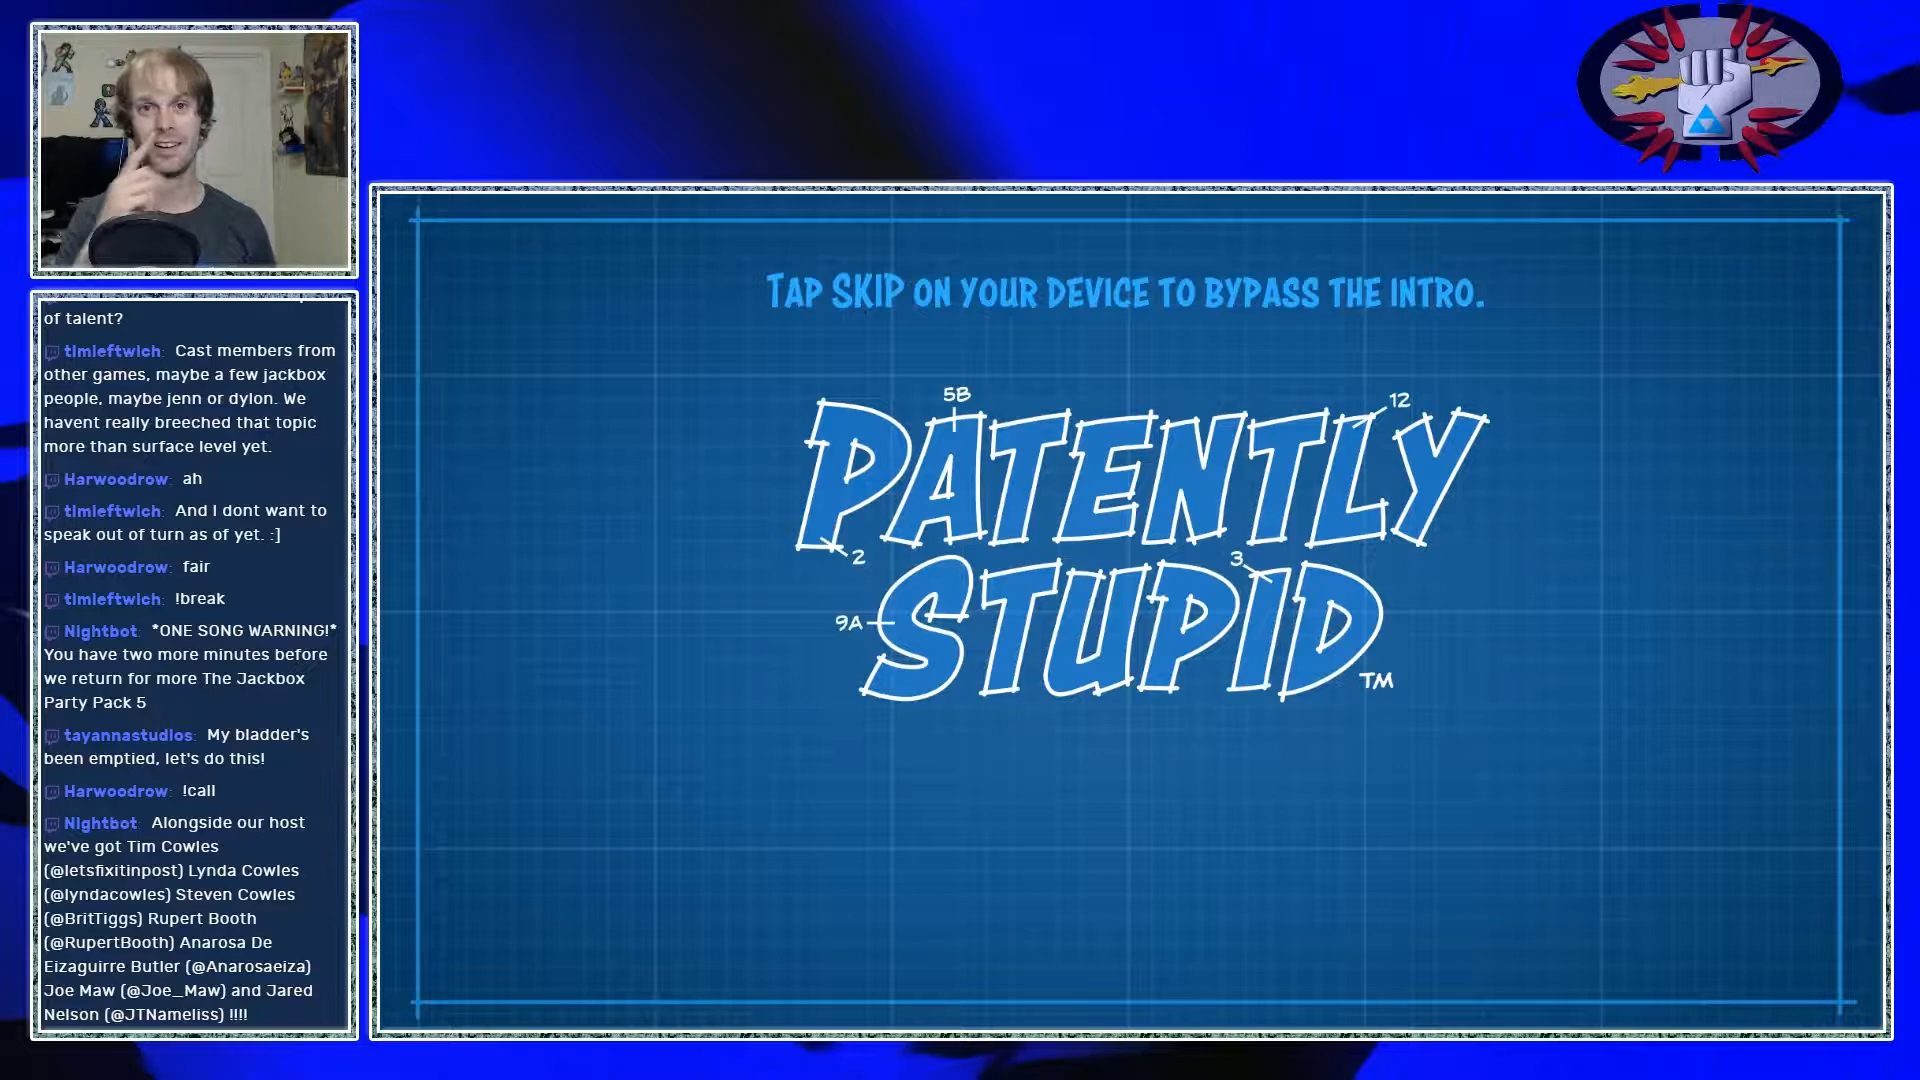 of talent?
timleftwich: Cast members from
other games, maybe a few jackbox
people, maybe jenn or dylon. We
havent really breeched that topic
more than surface level yet.
Harwoodrow: ah
timleftwich: And I dont want to
speak out of turn as of yet. :]
Harwoodrow: fair
timleftwich: !break
Nightbot: *ONE SONG WARNING!*
You have two more minutes before
we return for more The Jackbox
Party Pack 5
tayannastudios: My bladder's
been emptied, let's do this!
Harwoodrow: !call
Nightbot: Alongside our host
we've got Tim Cowles
(@letsfixitinpost) Lynda Cowles
(@lyndacowles) Steven Cowles
(@BritTiggs) Rupert Booth
(@RupertBooth) Anarosa De
Eizaguirre Butler (@Anarosaeiza)
Joe Maw (@Joe_Maw) and Jared
Nelson (@JTNameliss) !!!!
TAP SKIP ON YOUR DEVICE TO BYPASS THE INTRO.
5B
12
PATENTLY
2
3
9A
STUPID
TM